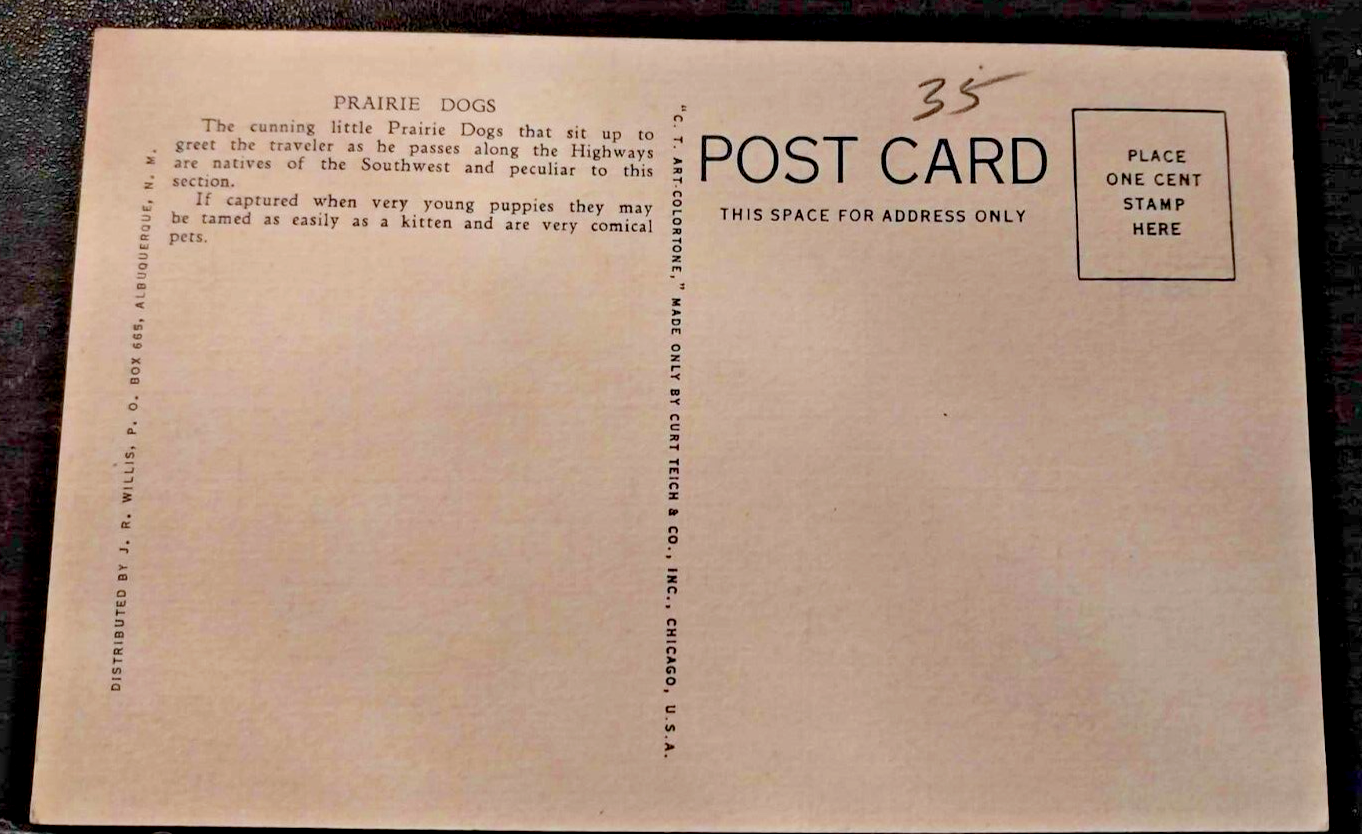 PRAIRIE DOGS
The cunning little Prairie Dogs that sit up to
greet the traveler as he passes along the Highways
are natives of the Southwest and peculiar to this
section.
If captured when very young puppies they may
be tamed as easily as a kitten and are very comical
pets.
DISTRIBUTED BY J. R. WILLIS, P. O. BOX 665, ALBUQUERQUE, N. M.
"C. T. ART-COLORTONE," MADE ONLY BY CURT TEICH & CO., INC., CHICAGO, U.S.A.
35
POST CARD
THIS SPACE FOR ADDRESS ONLY
PLACE
ONE CENT
STAMP
HERE